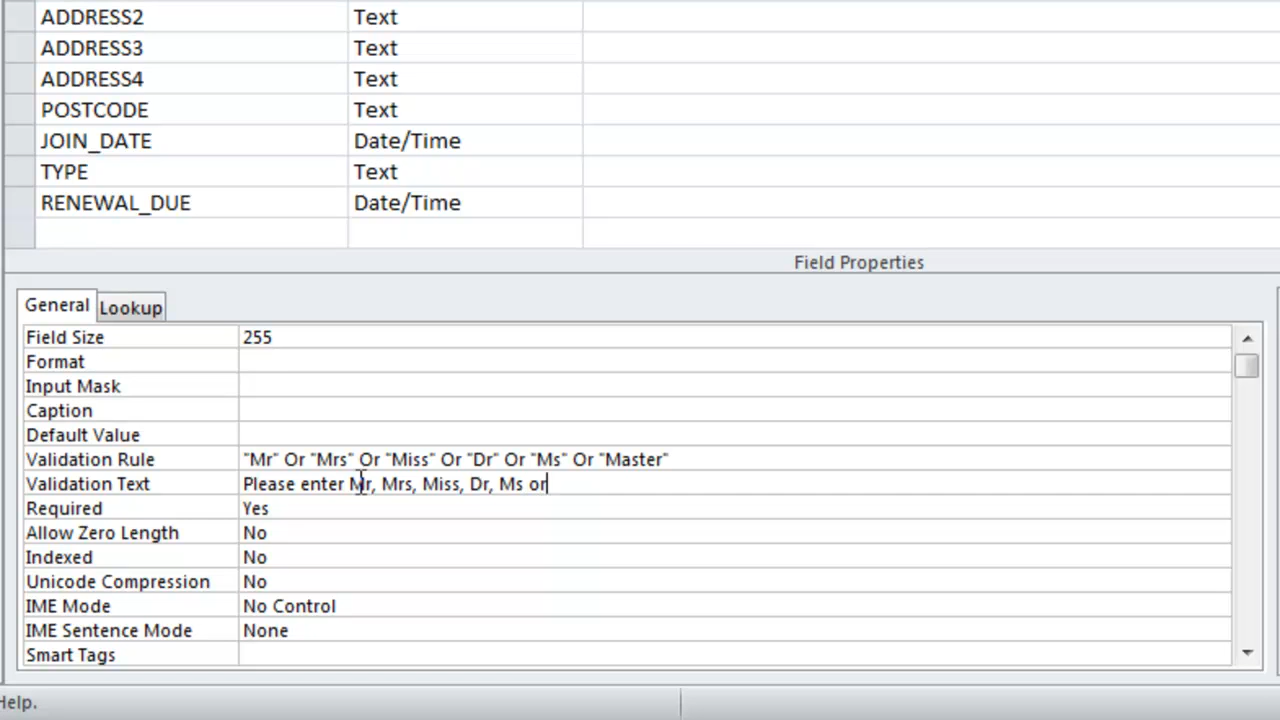 ADDRESS2 Text
ADDRESS3 Text
ADDRESS4 Text
POSTCODE Text
JOIN_DATE Date/Time
TYPE Text
RENEWAL_DUE Date/Time
Field Properties
General Lookup
Field Size 255
Format
Input Mask
Caption
Default Value
Validation Rule "Mr" Or "Mrs" Or "Miss" Or "Dr" Or "Ms" Or "Master"
Validation Text Please enter Mr, Mrs, Miss, Dr, Ms or
Required Yes
Allow Zero Length No
Indexed No
Unicode Compression No
IME Mode No Control
IME Sentence Mode None
Smart Tags
Help.